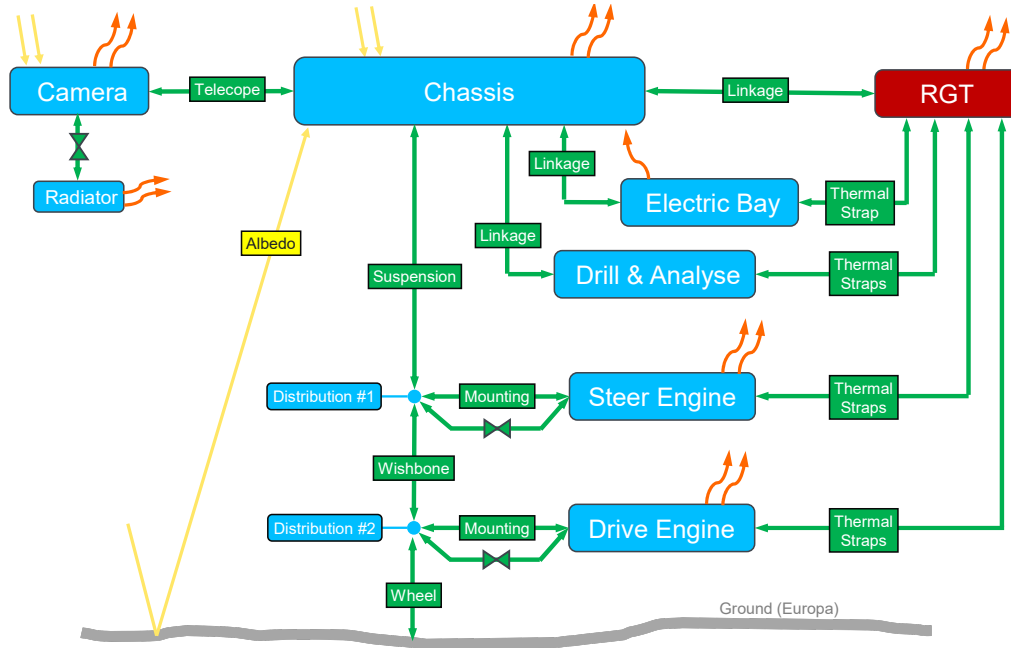 Camera
Telecope
Chassis
Linkage
RGT
Radiator
Linkage
Electric Bay
Thermal
Strap
Albedo
Linkage
Suspension
Drill & Analyse
Thermal
Straps
Distribution #1
Mounting
Steer Engine
Thermal
Straps
Wishbone
Distribution #2
Mounting
Drive Engine
Thermal
Straps
Wheel
Ground (Europa)